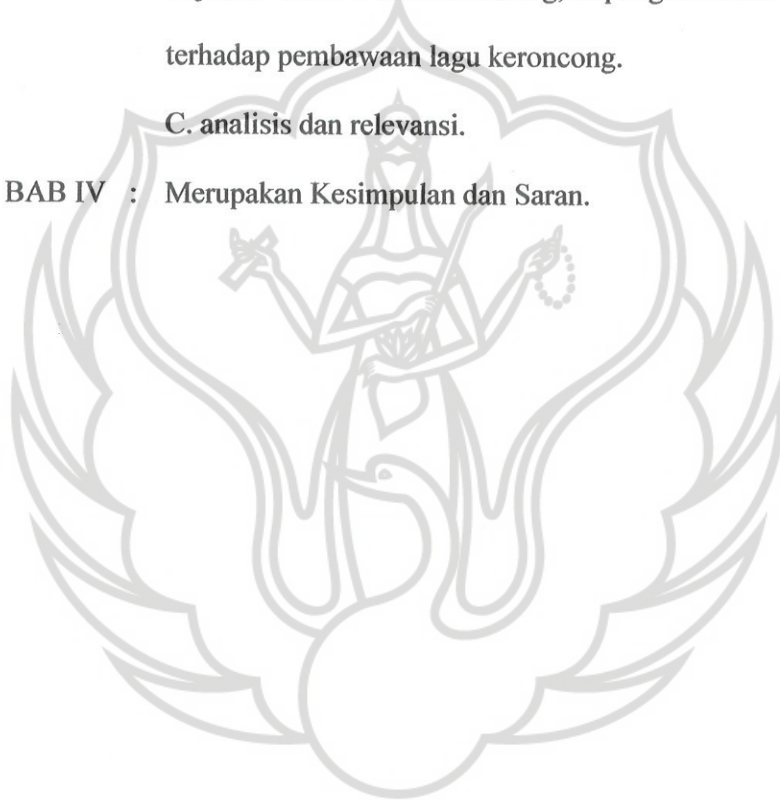 terhadap pembawaan lagu keroncong.
C. analisis dan relevansi.
BAB IV : Merupakan Kesimpulan dan Saran.